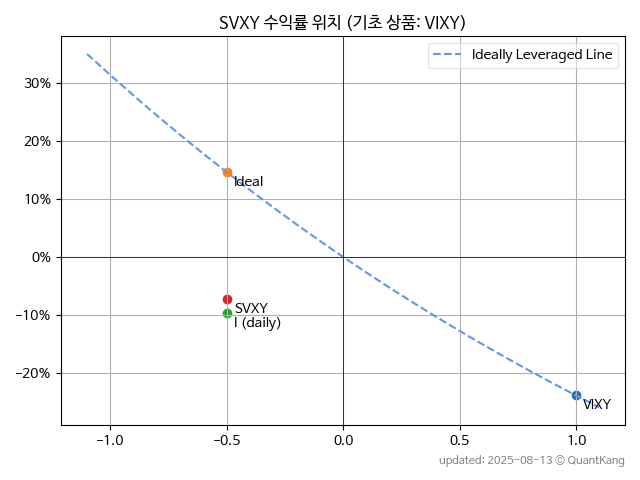 SVXY 수익률 위치 (기초 상품: VIXY)
Ideally Leveraged Line
30%
20%
Ideal
10%
0%
SVXY
−10%
I (daily)
−20%
VIXY
−1.0
−0.5
0.0
0.5
1.0
updated: 2025-08-13 © QuantKang